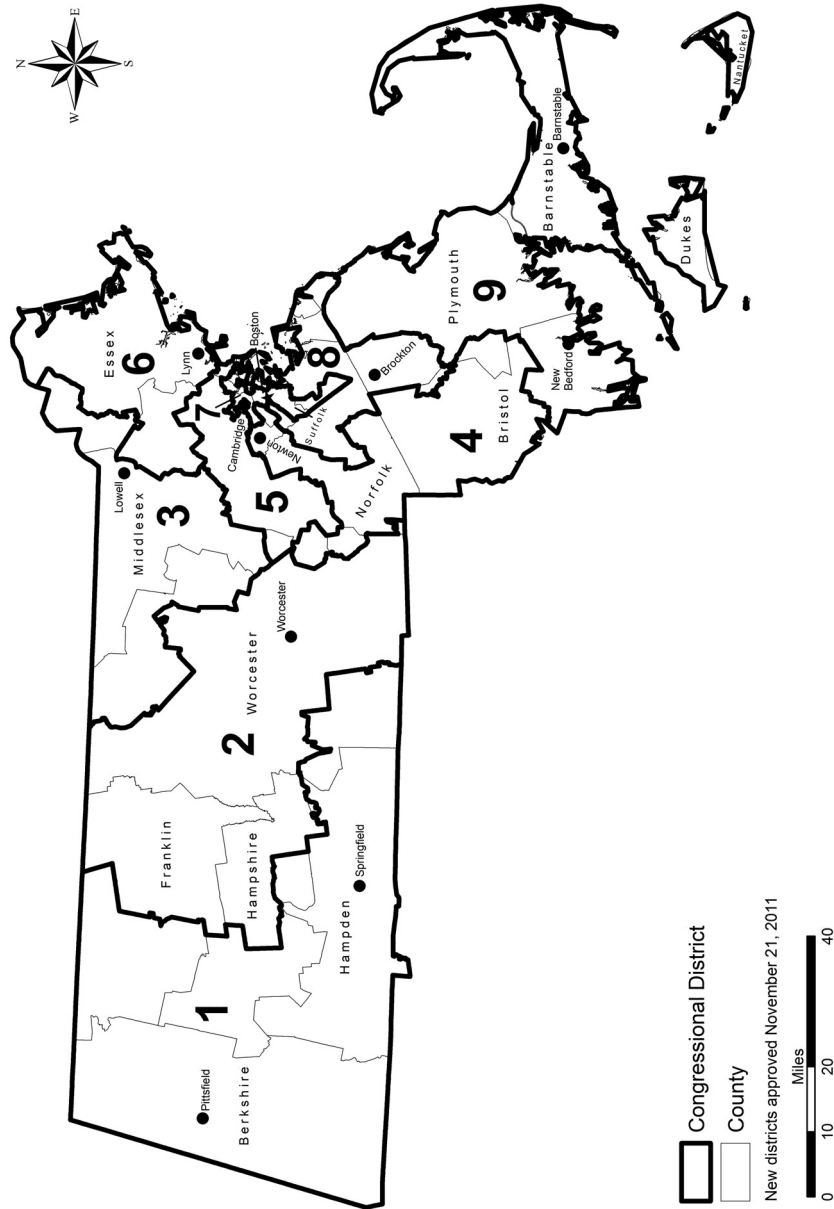 N
W
E
S
Essex
6
Lynn
Lowell
Middlesex
3
7
Boston
Cambridge
Newton
Suffolk
8
5
Norfolk
Brockton
Franklin
Worcester
2
Worcester
Hampshire
Pittsfield
1
Berkshire
Springfield
Hampden
4
Bristol
Plymouth
9
New
Bedford
Barnstable
Barnstable
Dukes
Nantucket
Congressional District
County
New districts approved November 21, 2011
Miles
0 10 20 40